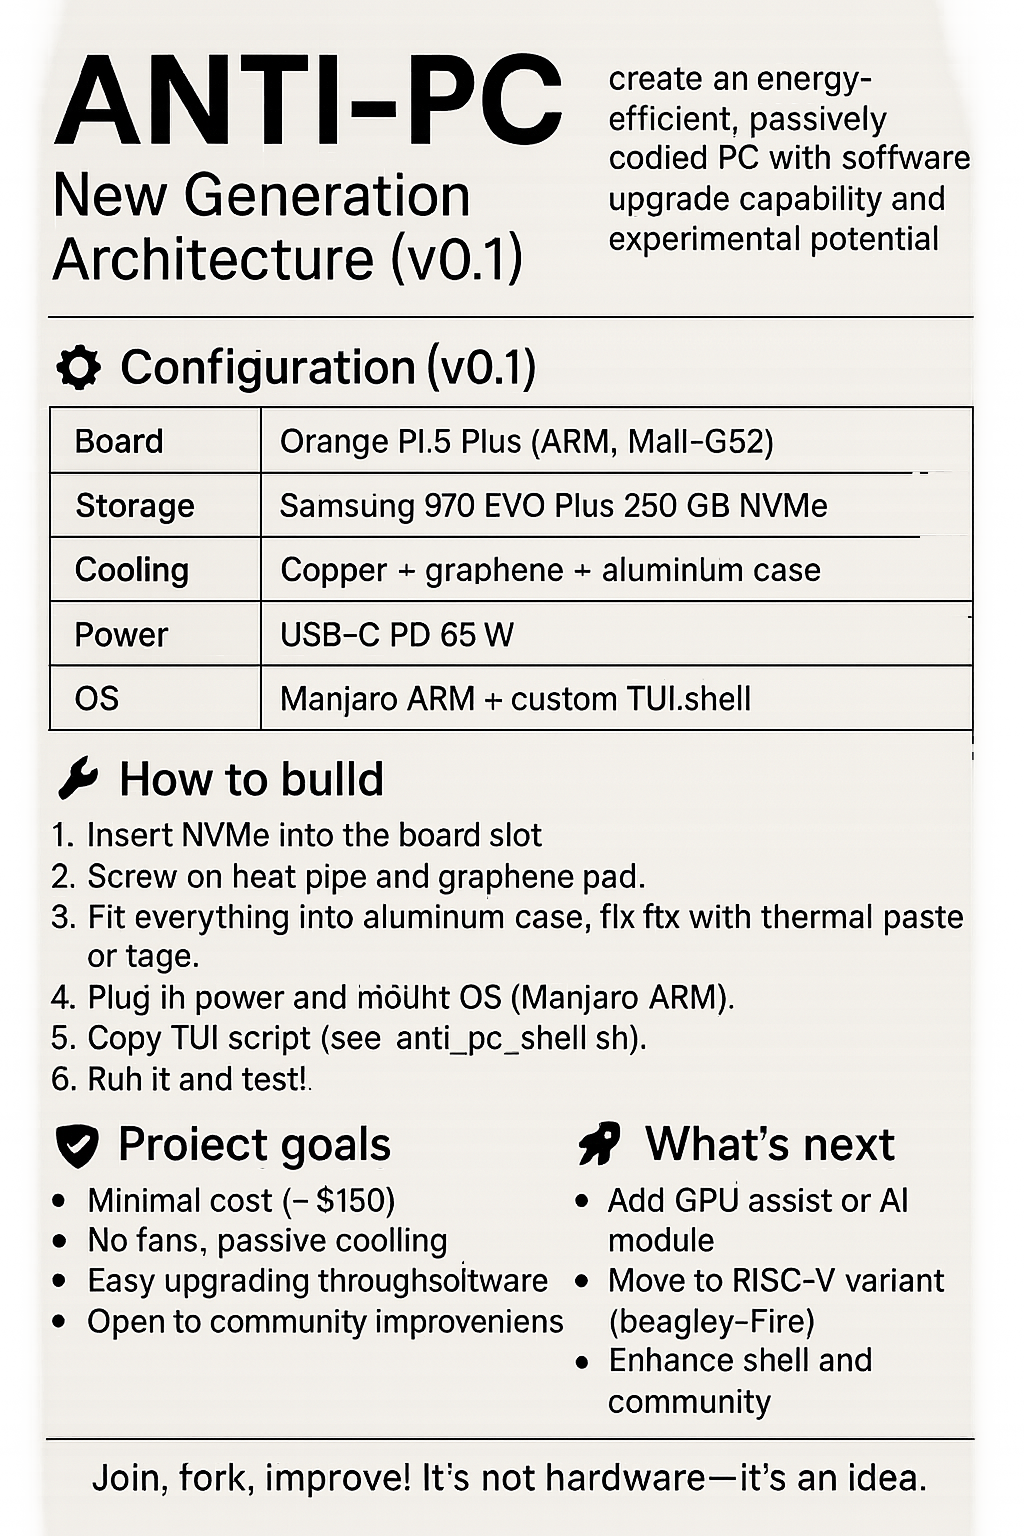 ANTI-PC
New Generation
Architecture (v0.1)
create an energy-
efficient, passively
codied PC with soffware
upgrade capability and
experimental potential
Configuration (v0.1)
Board Orange PI.5 Plus (ARM, Mall-G52)
Storage Samsung 970 EVO Plus 250 GB NVMe
Cooling Copper + graphene + aluminlum case
Power USB-C PD 65 W
OS Manjaro ARM + custom TUI.shell
How to build
1. Insert NVMe into the board slot
2. Screw on heat pipe and graphene pad.
3. Fit everything into aluminum case, flx ftx with thermal paste
or tage.
4. Plug ih power and möUht OS (Manjaro ARM).
5. Copy TUI script (see anti_pc_shell sh).
6. Ruh it and test!.
Proiect goals
• Minimal cost (– $150)
• No fans, passive coolling
• Easy upgrading throughsoltware
• Open to community improveniens
What's next
• Add GPU assist or AI
module
• Move to RISC-V variant
(beagley-Fire)
• Enhance shell and
community
Join, fork, improve! It's not hardware—it's an idea.